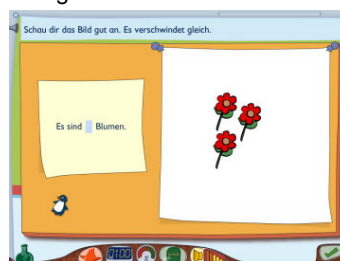 Schau dir das Bild gut an. Es verschwindet gleich.
Es sind Blumen.